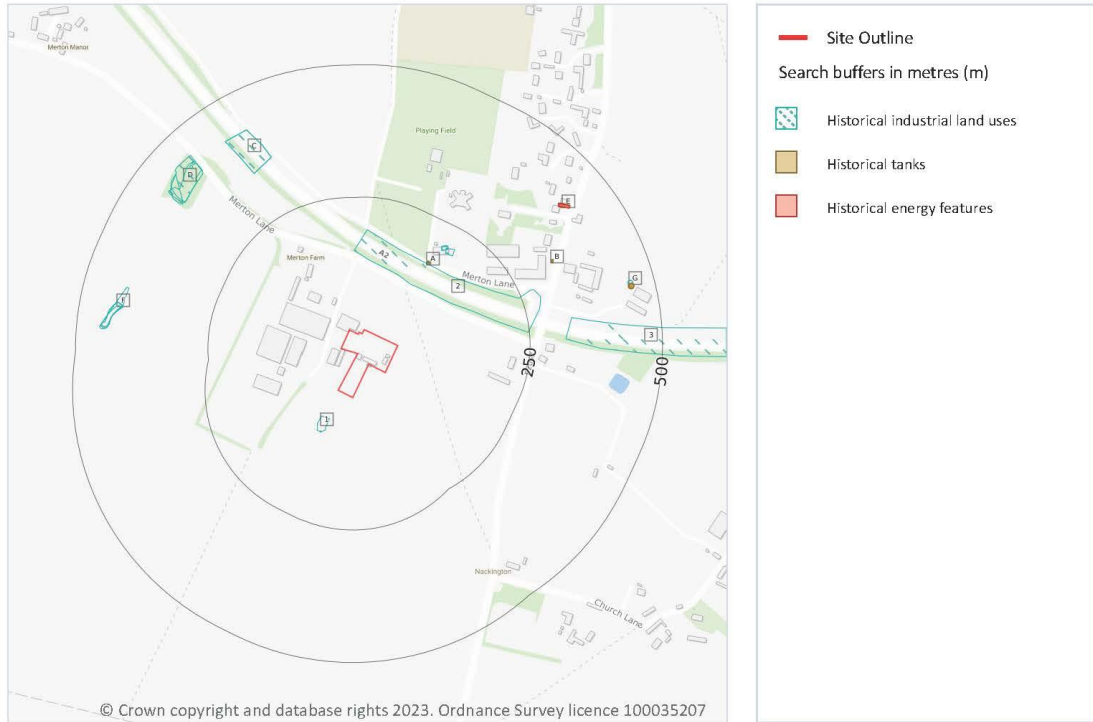 Merton Manor
Playing Field
C
D
E
Merton Lane
A2
A
B
Merton Farm
Merton Lane
2
G
F
3
250
500
1
Nackington
Church Lane
© Crown copyright and database rights 2023. Ordnance Survey licence 100035207
Site Outline
Search buffers in metres (m)
Historical industrial land uses
Historical tanks
Historical energy features